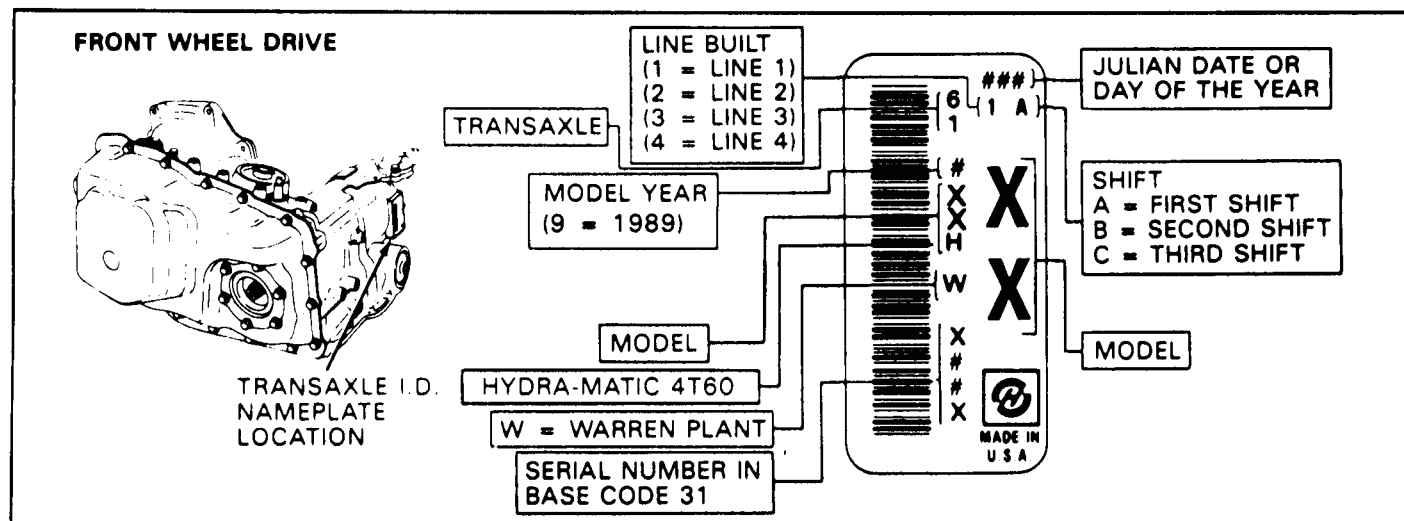 FRONT WHEEL DRIVE
LINE BUILT
(1 = LINE 1)
(2 = LINE 2)
(3 = LINE 3)
(4 = LINE 4)
TRANSAXLE
MODEL YEAR
(9 = 1989)
MODEL
HYDRA-MATIC 4T60
W = WARREN PLANT
SERIAL NUMBER IN
BASE CODE 31
TRANSAXLE I.D.
NAMEPLATE
LOCATION
###
6
1
1 A
#
X
X
H
W
X
#
#
X
X
X
MADE IN
U S A
JULIAN DATE OR
DAY OF THE YEAR
SHIFT
A = FIRST SHIFT
B = SECOND SHIFT
C = THIRD SHIFT
MODEL